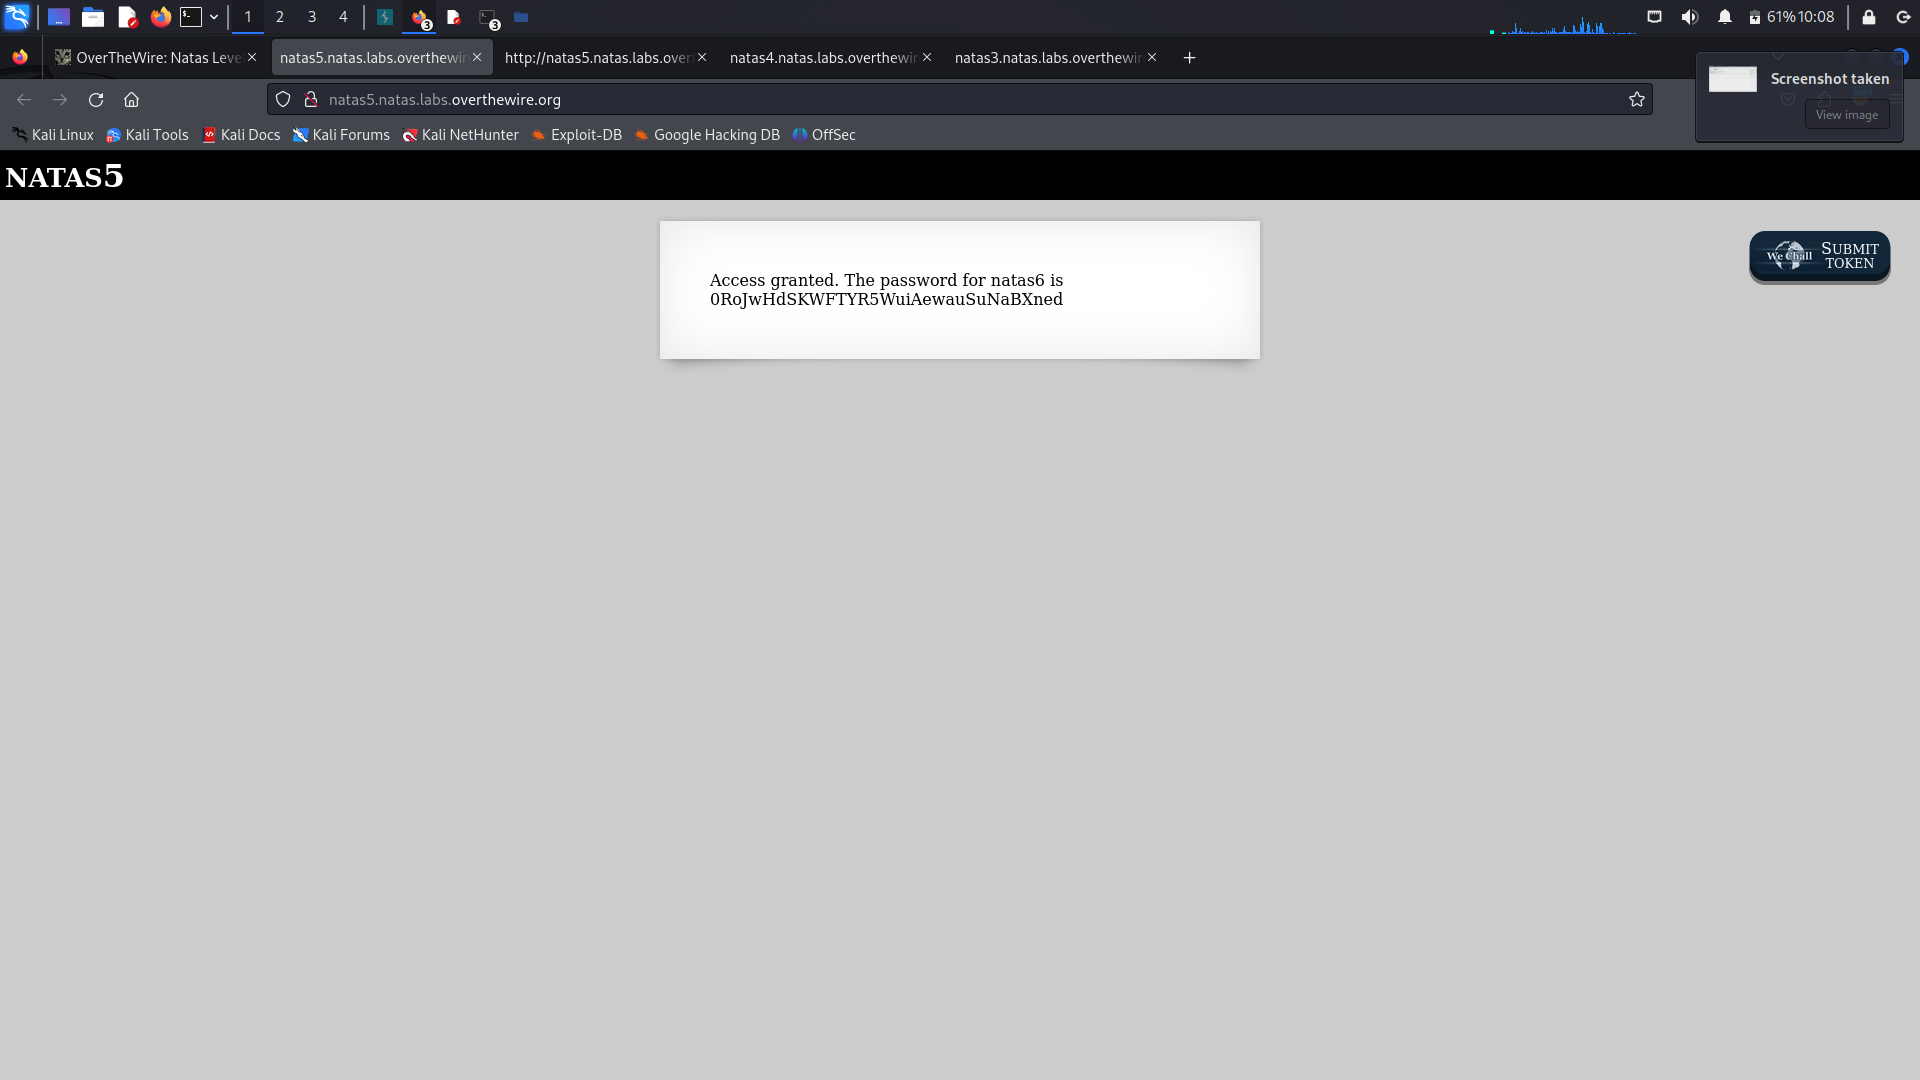 1 2 3 4 3 3 61% 10:08
OverTheWire: Natas Leve natas5.natas.labs.overthewir http://natas5.natas.labs.over natas4.natas.labs.overthewir natas3.natas.labs.overthewir
Screenshot taken
natas5.natas.labs.overthewire.org
View image
Kali Linux Kali Tools Kali Docs Kali Forums Kali NetHunter Exploit-DB Google Hacking DB OffSec
NATAS5
We Chall SUBMIT
TOKEN
Access granted. The password for natas6 is
0RoJwHdSKWFTYR5WuiAewauSuNaBXned